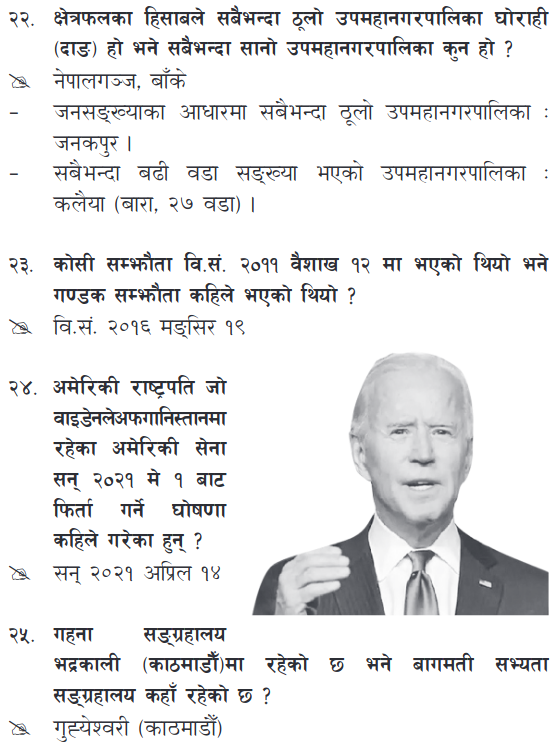 २२. क्षेत्रफलका हिसाबले सबैभन्दा ठूलो उपमहानगरपालिका घोराही
(दाङ) हो भने सबैभन्दा सानो उपमहानगरपालिका कुन हो ?
नेपालगञ्ज, बाँके
– जनसङ्ख्याका आधारमा सबैभन्दा ठूलो उपमहानगरपालिका :
जनकपुर ।
– सबैभन्दा बढी वडा सङ्ख्या भएको उपमहानगरपालिका :
कलैया (बारा, २७ वडा) ।
२३. कोसी सम्झौता वि.सं. २०११ वैशाख १२ मा भएको थियो भने
गण्डक सम्झौता कहिले भएको थियो ?
वि.सं. २०१६ मङ्सिर १९
२४. अमेरिकी राष्ट्रपति जो
वाइडेनलेअफगानिस्तानमा
रहेका अमेरिकी सेना
सन् २०२१ मे १ बाट
फिर्ता गर्ने घोषणा
कहिले गरेका हुन् ?
सन् २०२१ अप्रिल १४
२५. गहना सङ्ग्रहालय
भद्रकाली (काठमाडौँ)मा रहेको छ भने बागमती सभ्यता
सङ्ग्रहालय कहाँ रहेको छ ?
गुह्येश्वरी (काठमाडौँ)